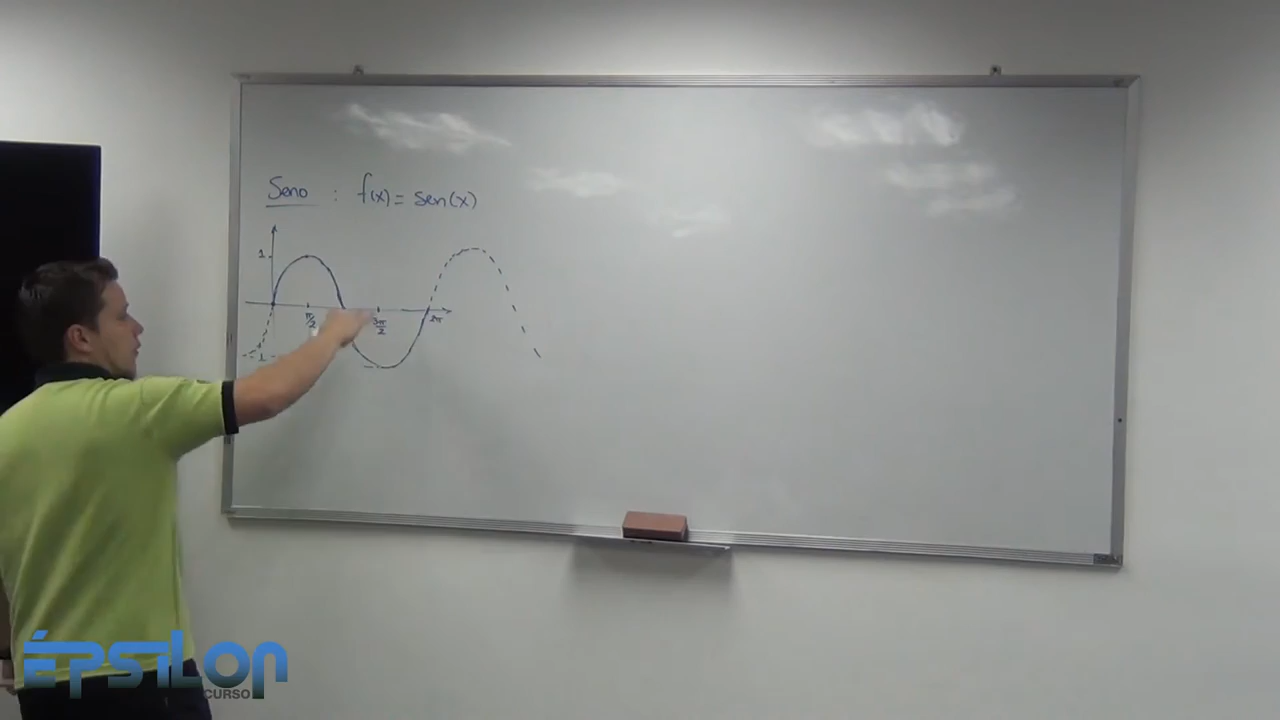 Seno : f(x) = sen(x)
1
π/2
3π/2
2π
-1
ÉPSILON
CURSO